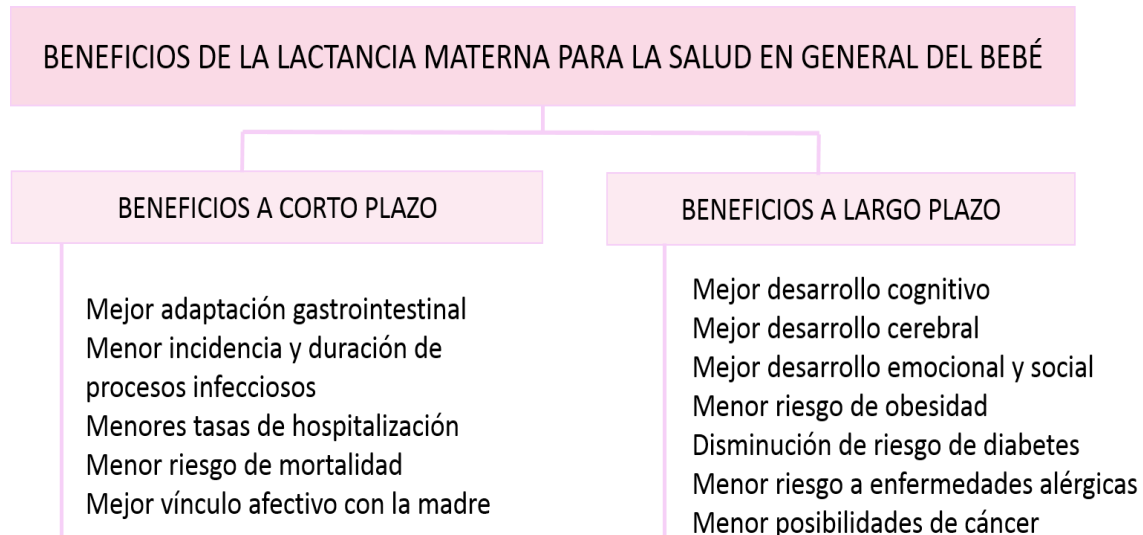 BENEFICIOS DE LA LACTANCIA MATERNA PARA LA SALUD EN GENERAL DEL BEBÉ
BENEFICIOS A CORTO PLAZO
Mejor adaptación gastrointestinal
Menor incidencia y duración de
procesos infecciosos
Menores tasas de hospitalización
Menor riesgo de mortalidad
Mejor vínculo afectivo con la madre
BENEFICIOS A LARGO PLAZO
Mejor desarrollo cognitivo
Mejor desarrollo cerebral
Mejor desarrollo emocional y social
Menor riesgo de obesidad
Disminución de riesgo de diabetes
Menor riesgo a enfermedades alérgicas
Menor posibilidades de cáncer